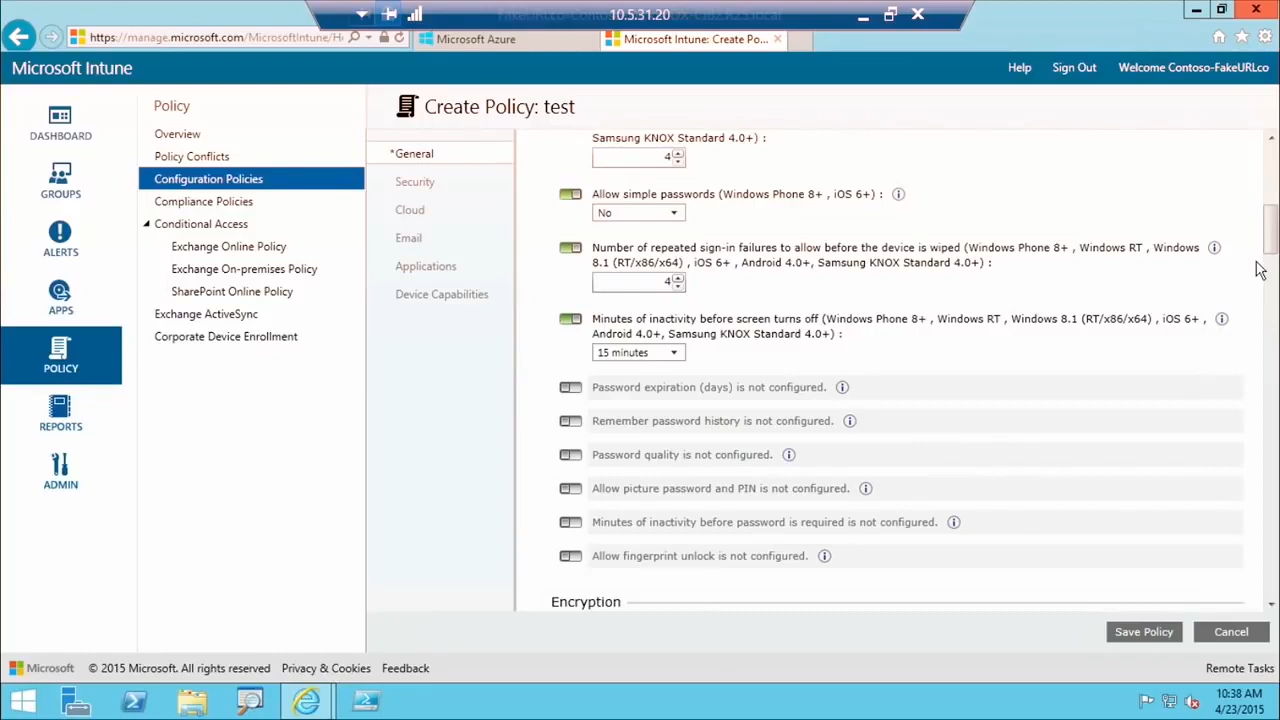 10.5.31.20
https://manage.microsoft.com/MicrosoftIntune/H
Microsoft Azure
Microsoft Intune: Create Po...
Microsoft Intune
Help
Sign Out
Welcome Contoso-FakeURLco
DASHBOARD
GROUPS
ALERTS
APPS
POLICY
REPORTS
ADMIN
Policy
Overview
Policy Conflicts
Configuration Policies
Compliance Policies
Conditional Access
Exchange Online Policy
Exchange On-premises Policy
SharePoint Online Policy
Exchange ActiveSync
Corporate Device Enrollment
Create Policy: test
*General
Security
Cloud
Email
Applications
Device Capabilities
Samsung KNOX Standard 4.0+) :
4
Allow simple passwords (Windows Phone 8+ , iOS 6+) :
No
Number of repeated sign-in failures to allow before the device is wiped (Windows Phone 8+ , Windows RT , Windows
8.1 (RT/x86/x64) , iOS 6+ , Android 4.0+, Samsung KNOX Standard 4.0+) :
4
Minutes of inactivity before screen turns off (Windows Phone 8+ , Windows RT , Windows 8.1 (RT/x86/x64) , iOS 6+ ,
Android 4.0+, Samsung KNOX Standard 4.0+) :
15 minutes
Password expiration (days) is not configured.
Remember password history is not configured.
Password quality is not configured.
Allow picture password and PIN is not configured.
Minutes of inactivity before password is required is not configured.
Allow fingerprint unlock is not configured.
Encryption
Save Policy
Cancel
Microsoft
© 2015 Microsoft. All rights reserved
Privacy & Cookies
Feedback
Remote Tasks
10:38 AM
4/23/2015